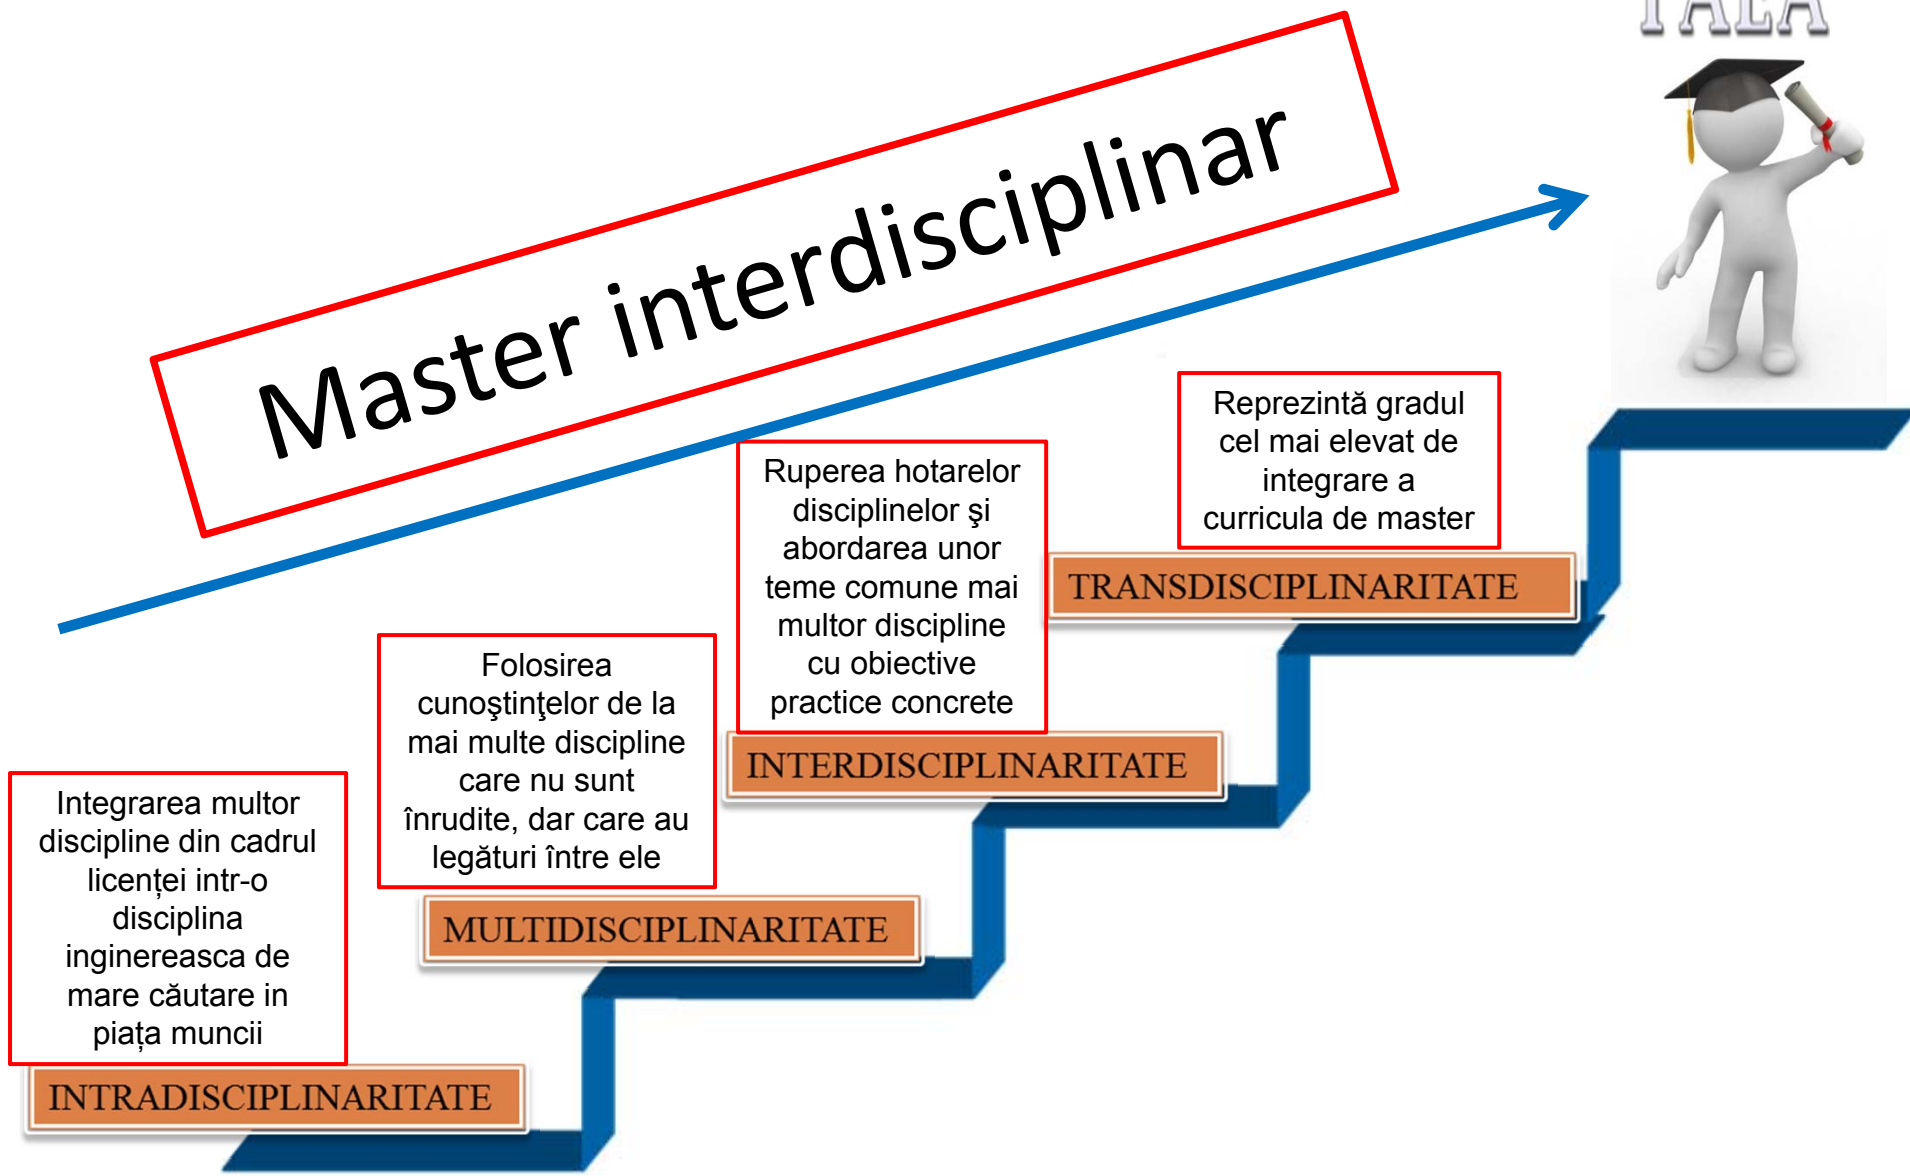 Master interdisciplinar
Reprezintă gradul
cel mai elevat de
integrare a
curricula de master
TRANSDISCIPLINARITATE
Ruperea hotarelor
disciplinelor şi
abordarea unor
teme comune mai
multor discipline
cu obiective
practice concrete
INTERDISCIPLINARITATE
Folosirea
cunoştinţelor de la
mai multe discipline
care nu sunt
înrudite, dar care au
legături între ele
MULTIDISCIPLINARITATE
Integrarea multor
discipline din cadrul
licenței intr-o
disciplina
inginereasca de
mare căutare in
piața muncii
INTRADISCIPLINARITATE